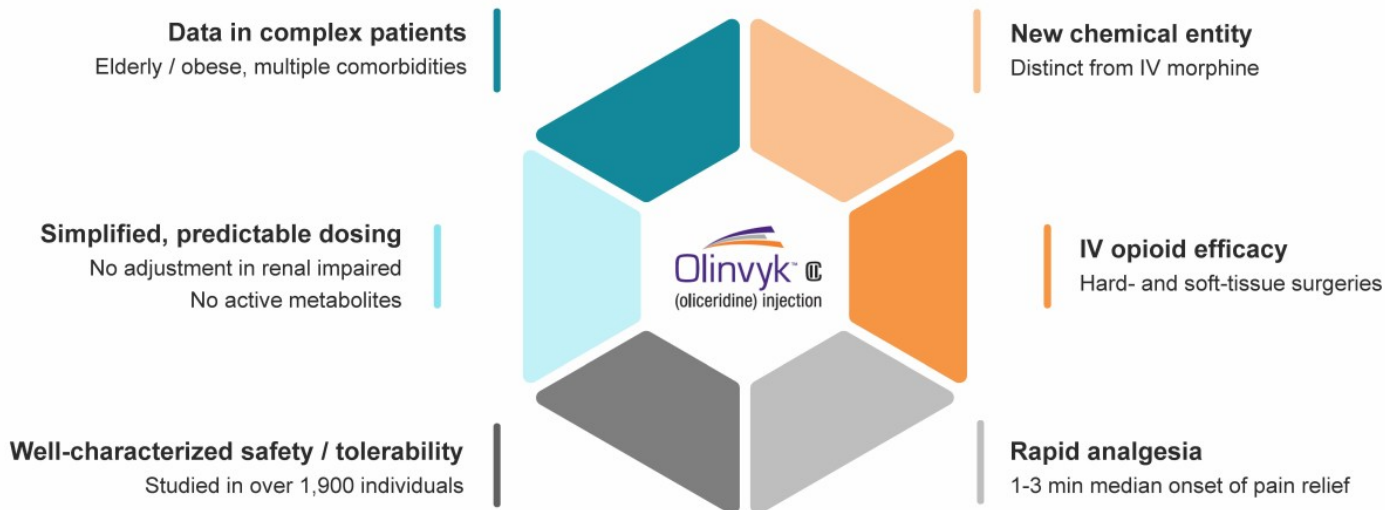 Data in complex patients
Elderly / obese, multiple comorbidities
New chemical entity
Distinct from IV morphine
Simplified, predictable dosing
No adjustment in renal impaired
No active metabolites
Olinvyk™ CII
(oliceridine) injection
IV opioid efficacy
Hard- and soft-tissue surgeries
Well-characterized safety / tolerability
Studied in over 1,900 individuals
Rapid analgesia
1-3 min median onset of pain relief